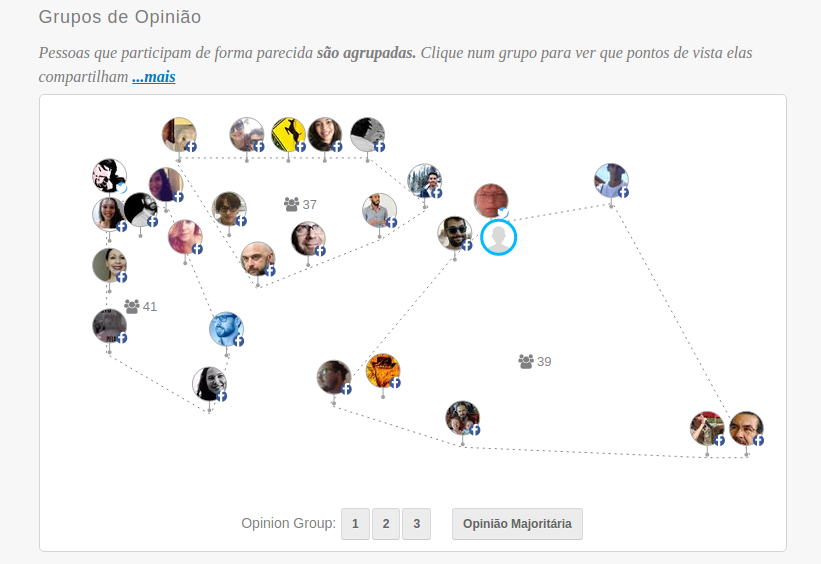 Grupos de Opinião
Pessoas que participam de forma parecida são agrupadas. Clique num grupo para ver que pontos de vista elas
compartilham ...mais
37
41
39
Opinion Group: 1 2 3 Opinião Majoritária